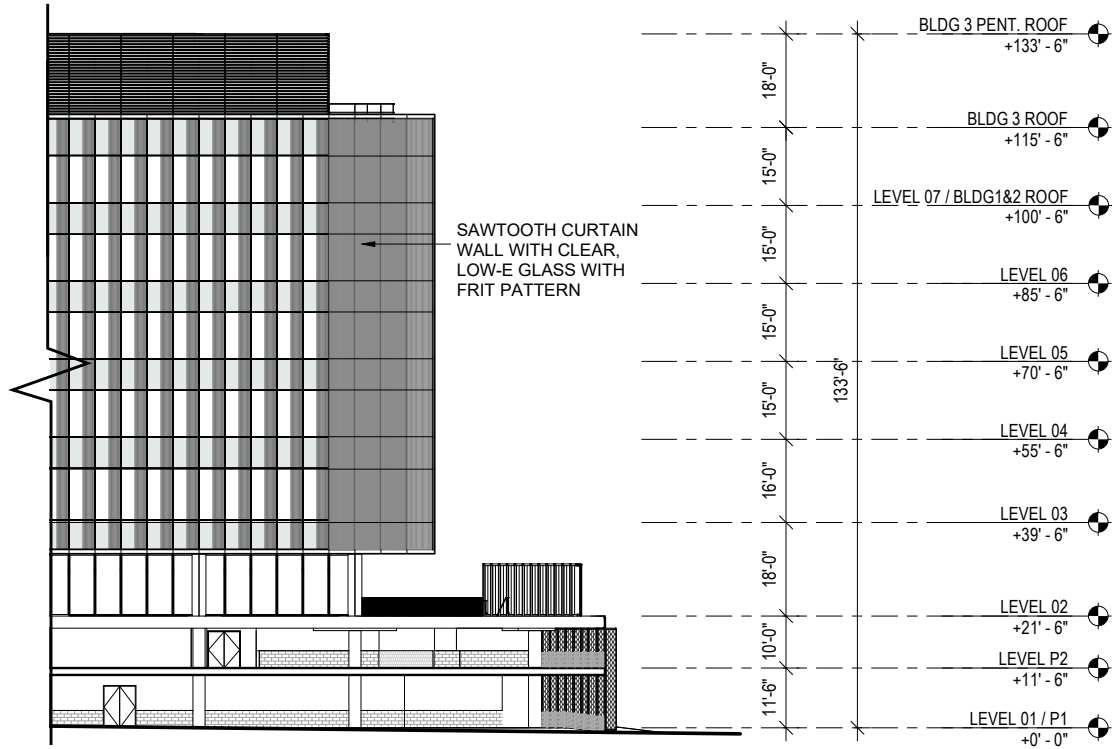 BLDG 3 PENT. ROOF
+133' - 6"
18'-0"
BLDG 3 ROOF
+115' - 6"
15'-0"
LEVEL 07 / BLDG1&2 ROOF
+100' - 6"
SAWTOOTH CURTAIN
WALL WITH CLEAR,
LOW-E GLASS WITH
FRIT PATTERN
15'-0"
LEVEL 06
+85' - 6"
15'-0"
LEVEL 05
+70' - 6"
133'-6"
15'-0"
LEVEL 04
+55' - 6"
16'-0"
LEVEL 03
+39' - 6"
18'-0"
LEVEL 02
+21' - 6"
10'-0"
LEVEL P2
+11' - 6"
11'-6"
LEVEL 01 / P1
+0' - 0"